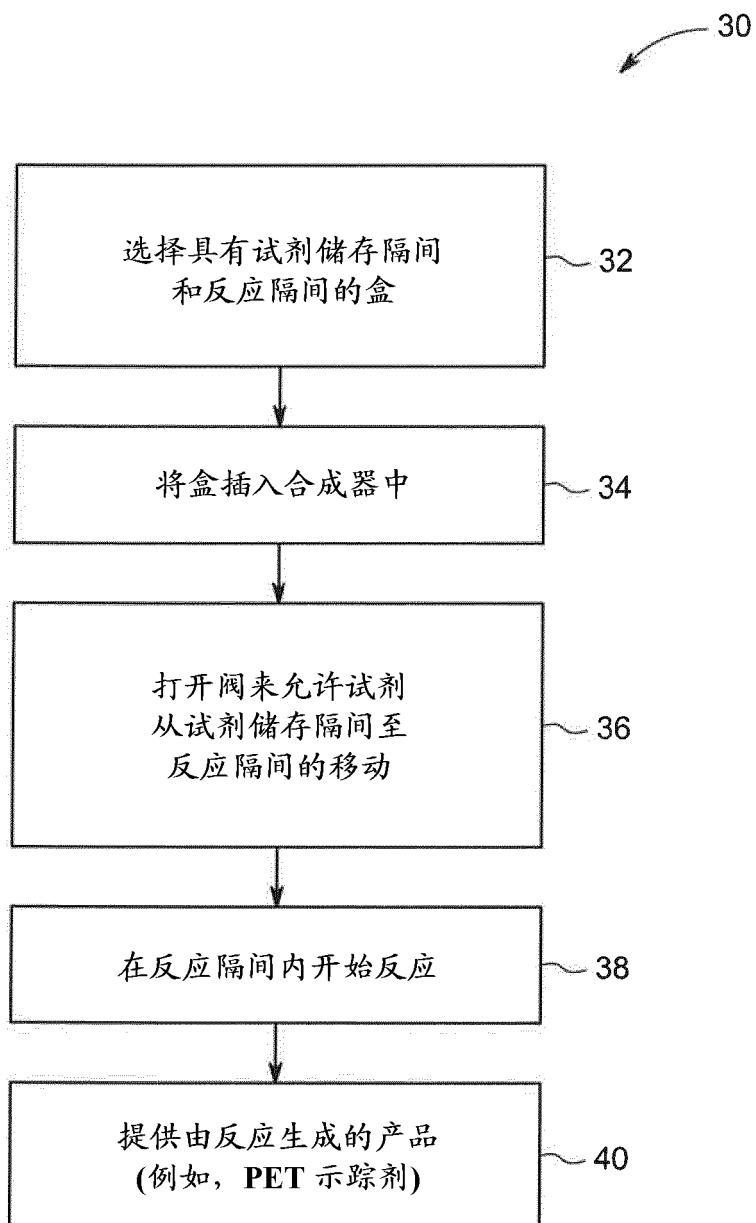 30
选择具有试剂储存隔间
和反应隔间的盒
32
将盒插入合成器中
34
打开阀来允许试剂
从试剂储存隔间至
反应隔间的移动
36
在反应隔间内开始反应
38
提供由反应生成的产品
(例如，PET 示踪剂)
40